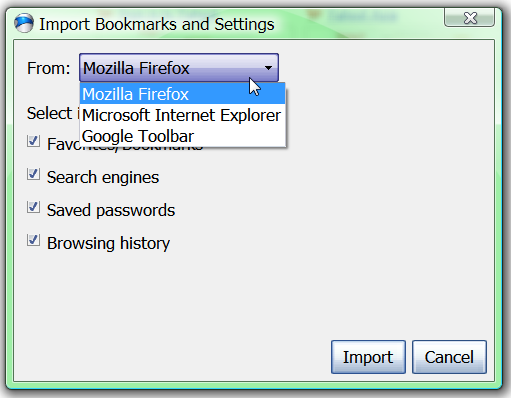 Import Bookmarks and Settings
From: Mozilla Firefox
Mozilla Firefox
Microsoft Internet Explorer
Google Toolbar
Select
Favorites/Bookmarks
Search engines
Saved passwords
Browsing history
Import Cancel